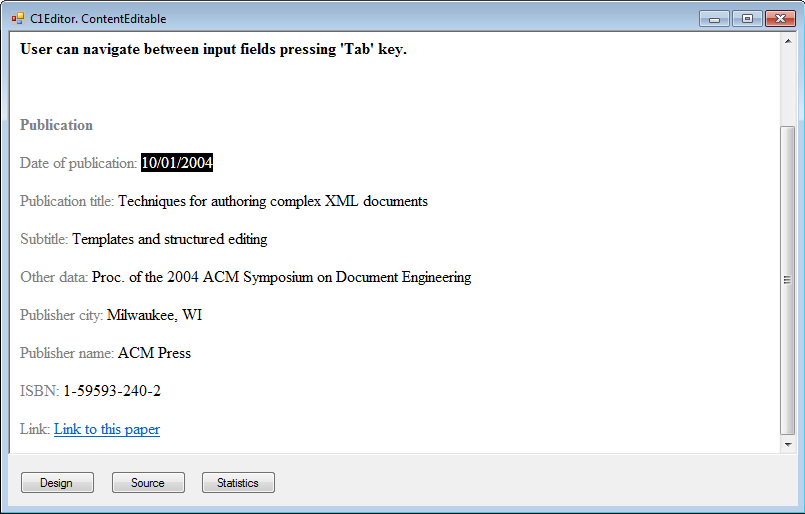 C1Editor. ContentEditable
User can navigate between input fields pressing 'Tab' key.
Publication
Date of publication: 10/01/2004
Publication title: Techniques for authoring complex XML documents
Subtitle: Templates and structured editing
Other data: Proc. of the 2004 ACM Symposium on Document Engineering
Publisher city: Milwaukee, WI
Publisher name: ACM Press
ISBN: 1-59593-240-2
Link: Link to this paper
Design Source Statistics